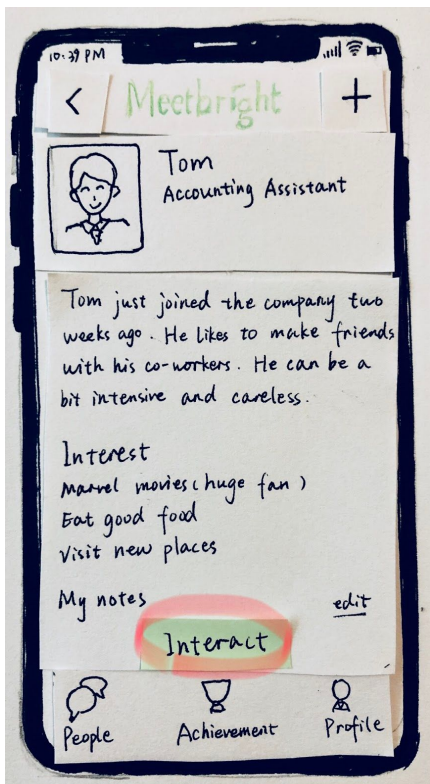 10:39 PM
Meetbright
Tom
Accounting Assistant
Tom just joined the company two
weeks ago. He likes to make friends
with his co-workers. He can be a
bit intensive and careless.
Interest
Marvel movies (huge fan)
Eat good food
Visit new places
My notes edit
Interact
People Achievement Profile